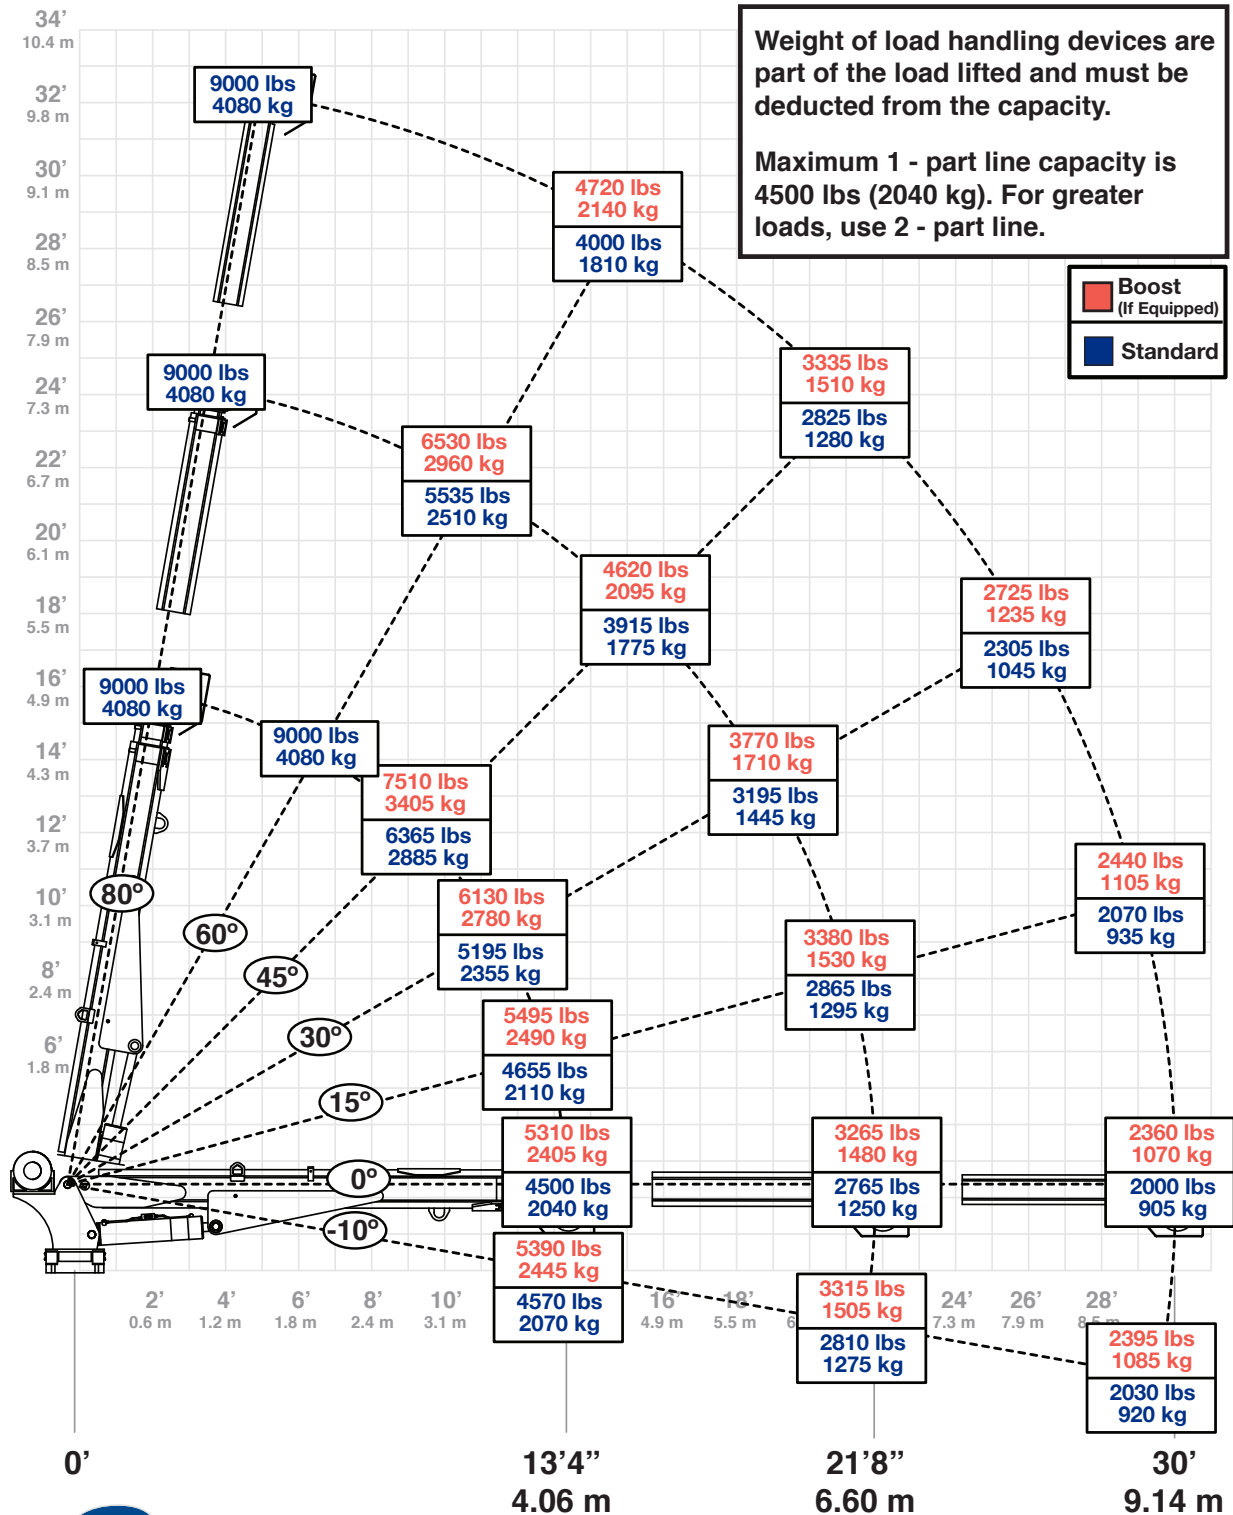 34’
10.4 m
32’
9.8 m
30’
9.1 m
28’
8.5 m
26’
7.9 m
24’
7.3 m
22’
6.7 m
20’
6.1 m
18’
5.5 m
16’
4.9 m
14’
4.3 m
12’
3.7 m
10’
3.1 m
8’
2.4 m
6’
1.8 m
Weight of load handling devices are
part of the load lifted and must be
deducted from the capacity.
Maximum 1 - part line capacity is
4500 lbs (2040 kg). For greater
loads, use 2 - part line.
Boost
(If Equipped)
Standard
9000 lbs
4080 kg
4720 lbs
2140 kg
4000 lbs
1810 kg
3335 lbs
1510 kg
2825 lbs
1280 kg
9000 lbs
4080 kg
6530 lbs
2960 kg
5535 lbs
2510 kg
4620 lbs
2095 kg
3915 lbs
1775 kg
2725 lbs
1235 kg
2305 lbs
1045 kg
9000 lbs
4080 kg
9000 lbs
4080 kg
7510 lbs
3405 kg
6365 lbs
2885 kg
3770 lbs
1710 kg
3195 lbs
1445 kg
6130 lbs
2780 kg
5195 lbs
2355 kg
2440 lbs
1105 kg
2070 lbs
935 kg
3380 lbs
1530 kg
2865 lbs
1295 kg
5495 lbs
2490 kg
4655 lbs
2110 kg
5310 lbs
2405 kg
4500 lbs
2040 kg
3265 lbs
1480 kg
2765 lbs
1250 kg
2360 lbs
1070 kg
2000 lbs
905 kg
5390 lbs
2445 kg
4570 lbs
2070 kg
3315 lbs
1505 kg
2810 lbs
1275 kg
2395 lbs
1085 kg
2030 lbs
920 kg
80º
60º
45º
30º
15º
0º
-10º
2’ 4’ 6’ 8’ 10’ 16’ 18’ 24’ 26’ 28’
0.6 m 1.2 m 1.8 m 2.4 m 3.1 m 4.9 m 5.5 m 7.3 m 7.9 m 8.5 m
0’ 13’4” 21’8” 30’
4.06 m 6.60 m 9.14 m